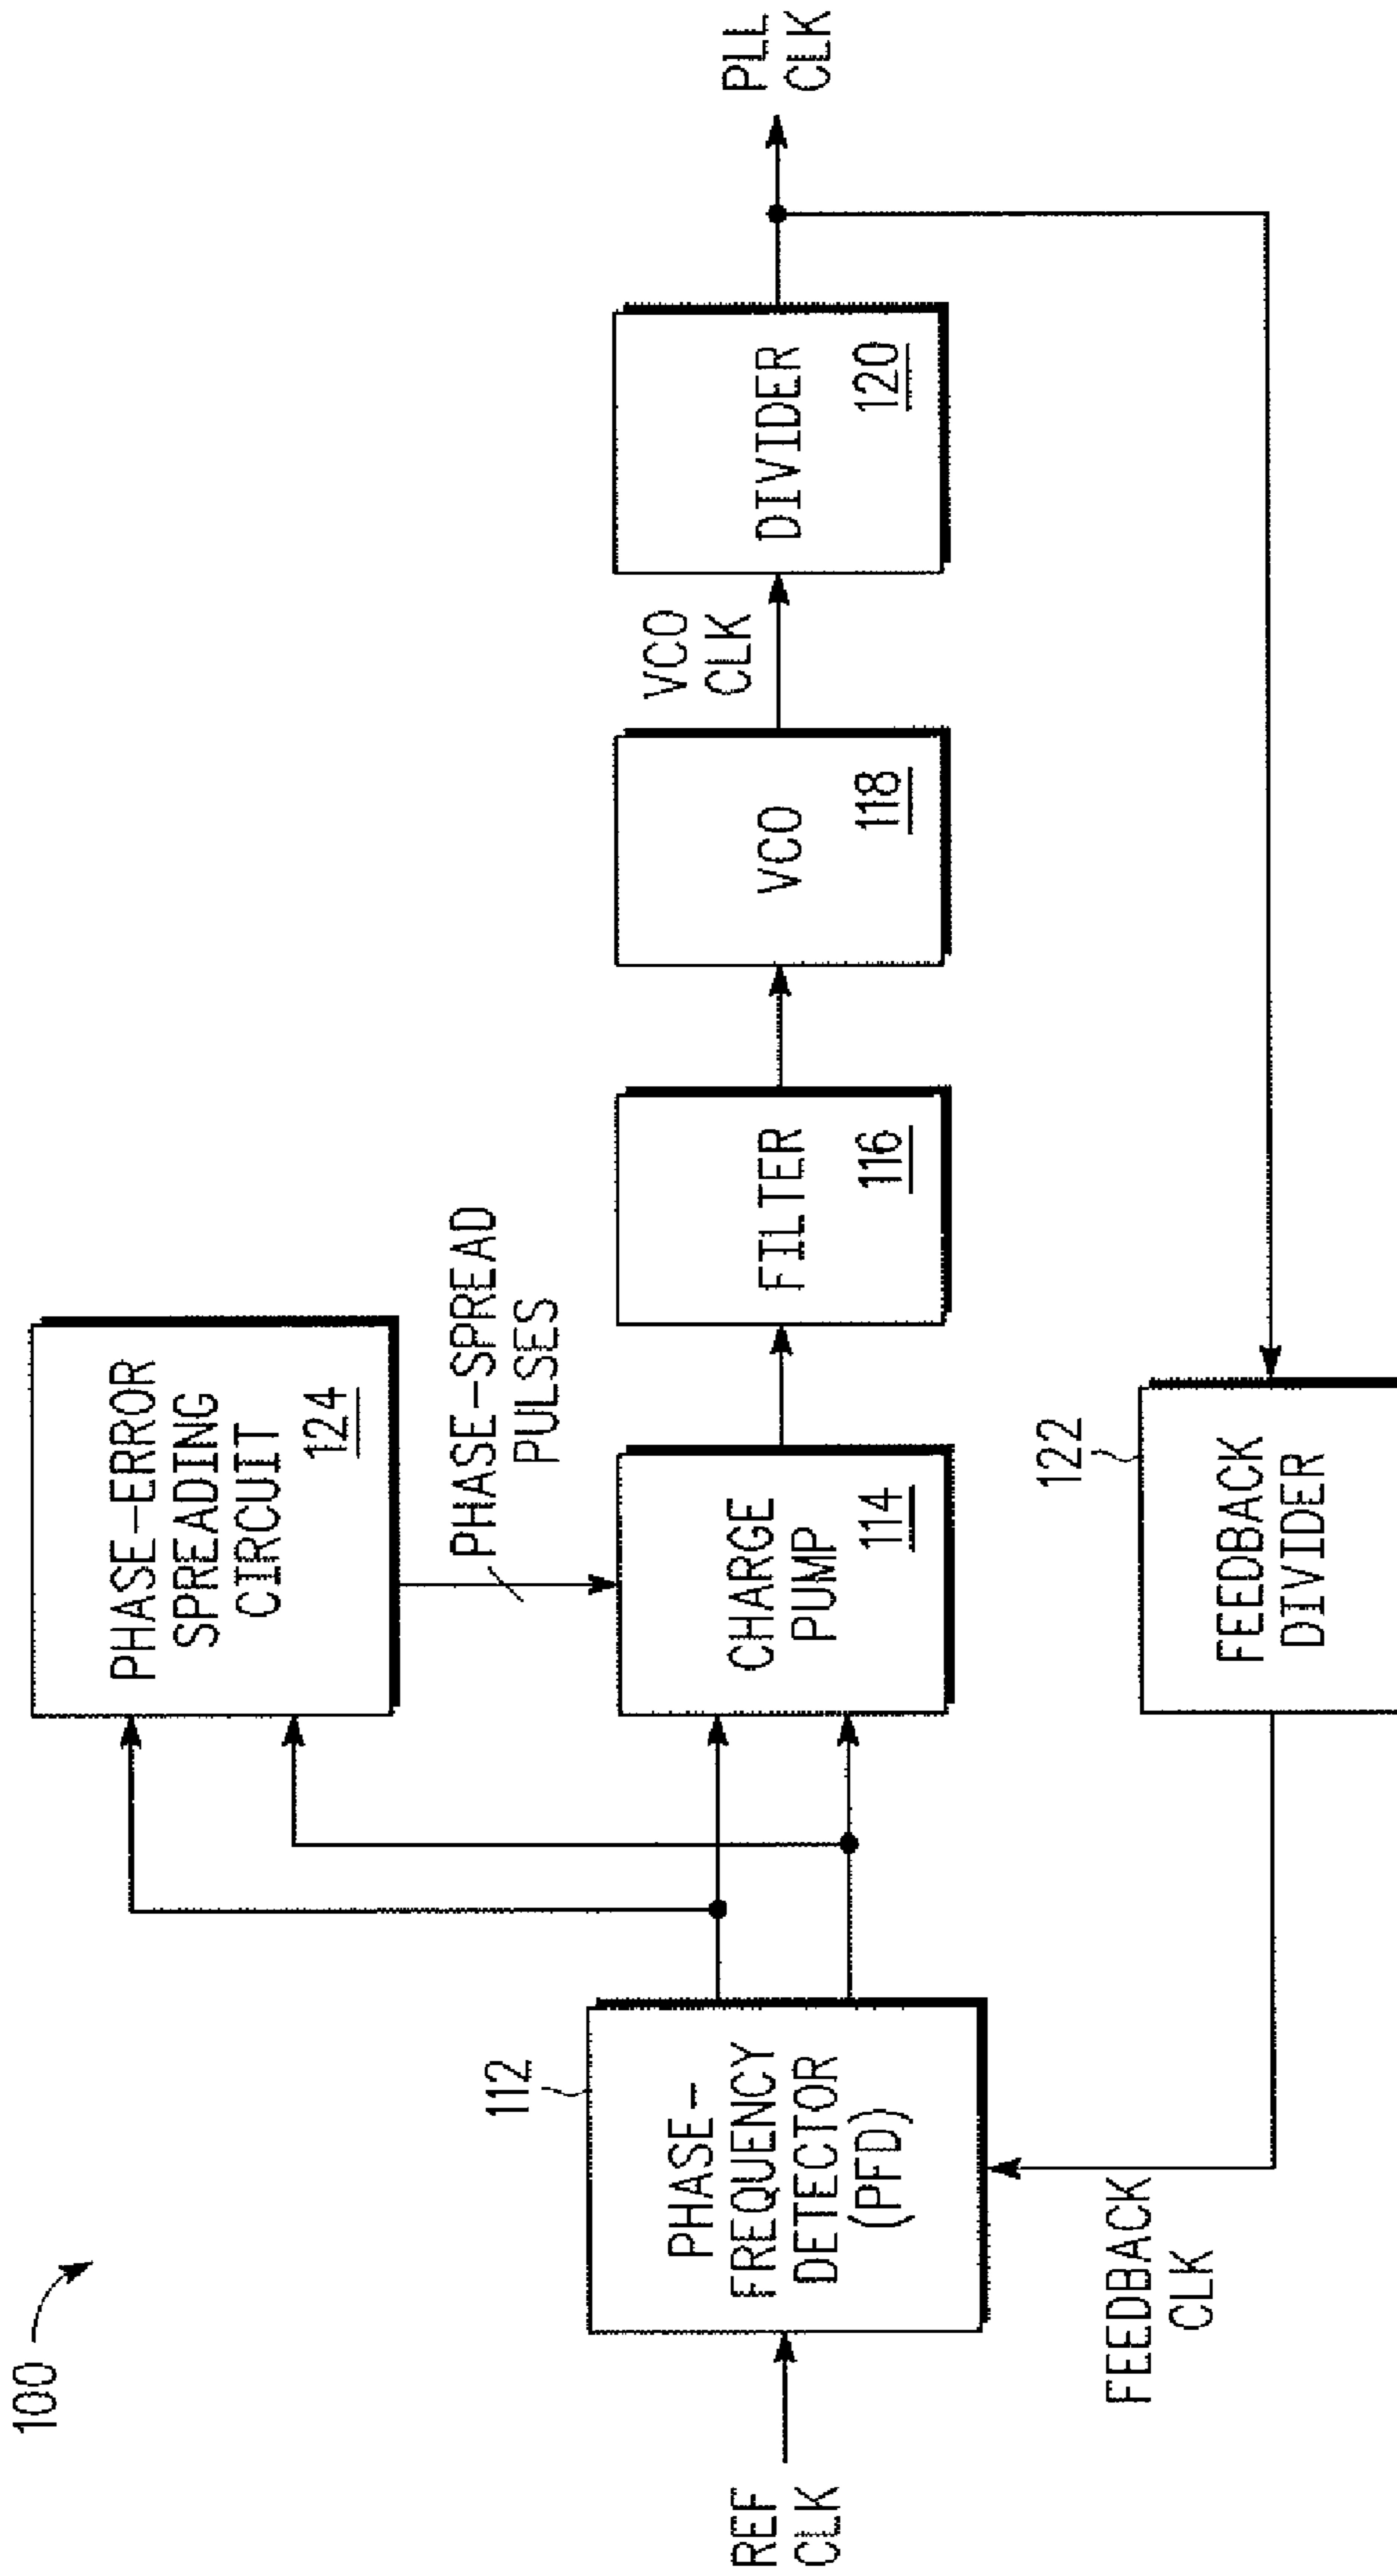 100
PHASE-ERROR
SPREADING
CIRCUIT
124
PHASE-SPREAD
PULSES
REF
CLK
112
PHASE-
FREQUENCY
DETECTOR
(PFD)
CHARGE
PUMP
114
FILTER
116
VCO
118
VCO
CLK
DIVIDER
120
PLL
CLK
FEEDBACK
CLK
122
FEEDBACK
DIVIDER